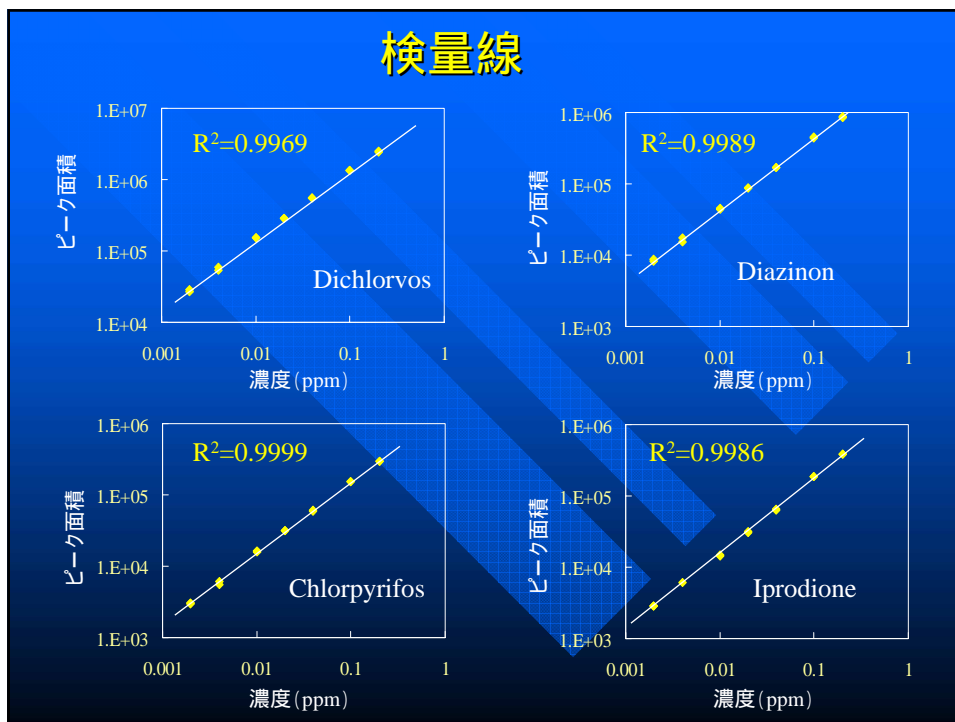 検量線
1.E+07
1.E+06
1.E+05
1.E+04
ピーク面積
R²=0.9969
Dichlorvos
0.001 0.01 0.1 1
濃度(ppm)
1.E+06
1.E+05
1.E+04
1.E+03
ピーク面積
R²=0.9989
Diazinon
0.001 0.01 0.1 1
濃度(ppm)
1.E+06
1.E+05
1.E+04
1.E+03
ピーク面積
R²=0.9999
Chlorpyrifos
0.001 0.01 0.1 1
濃度(ppm)
1.E+06
1.E+05
1.E+04
1.E+03
ピーク面積
R²=0.9986
Iprodione
0.001 0.01 0.1 1
濃度(ppm)